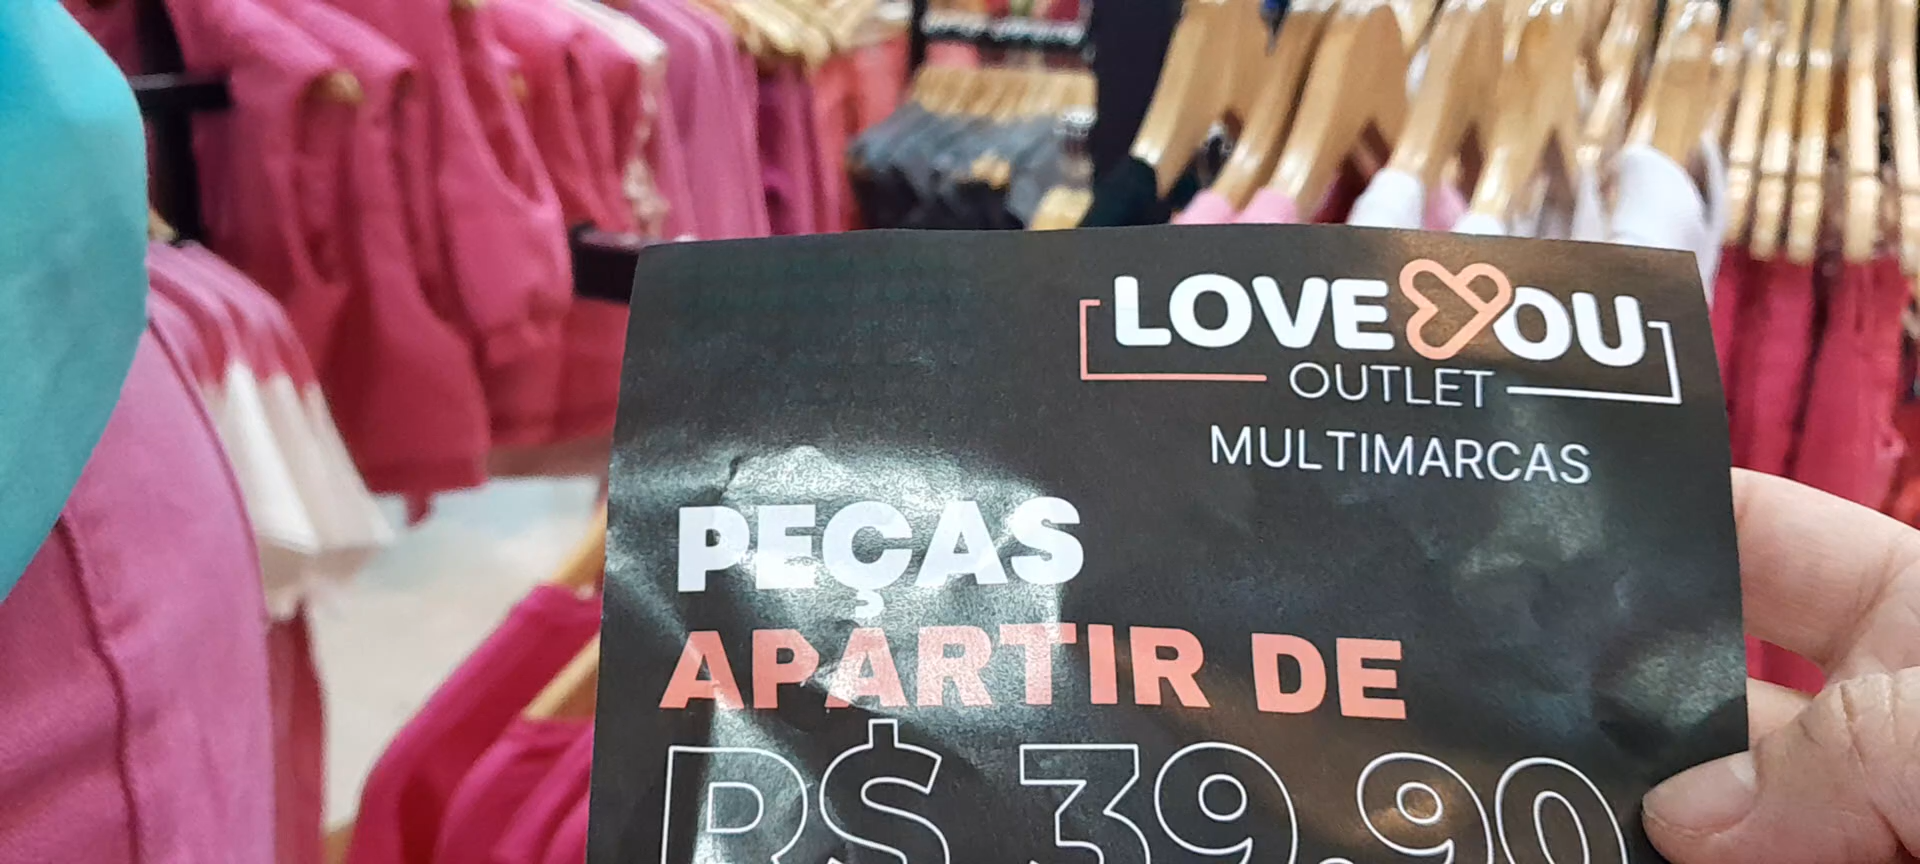 LOVE YOU
OUTLET
MULTIMARCAS
PEÇAS
APARTIR DE
R$ 39,90